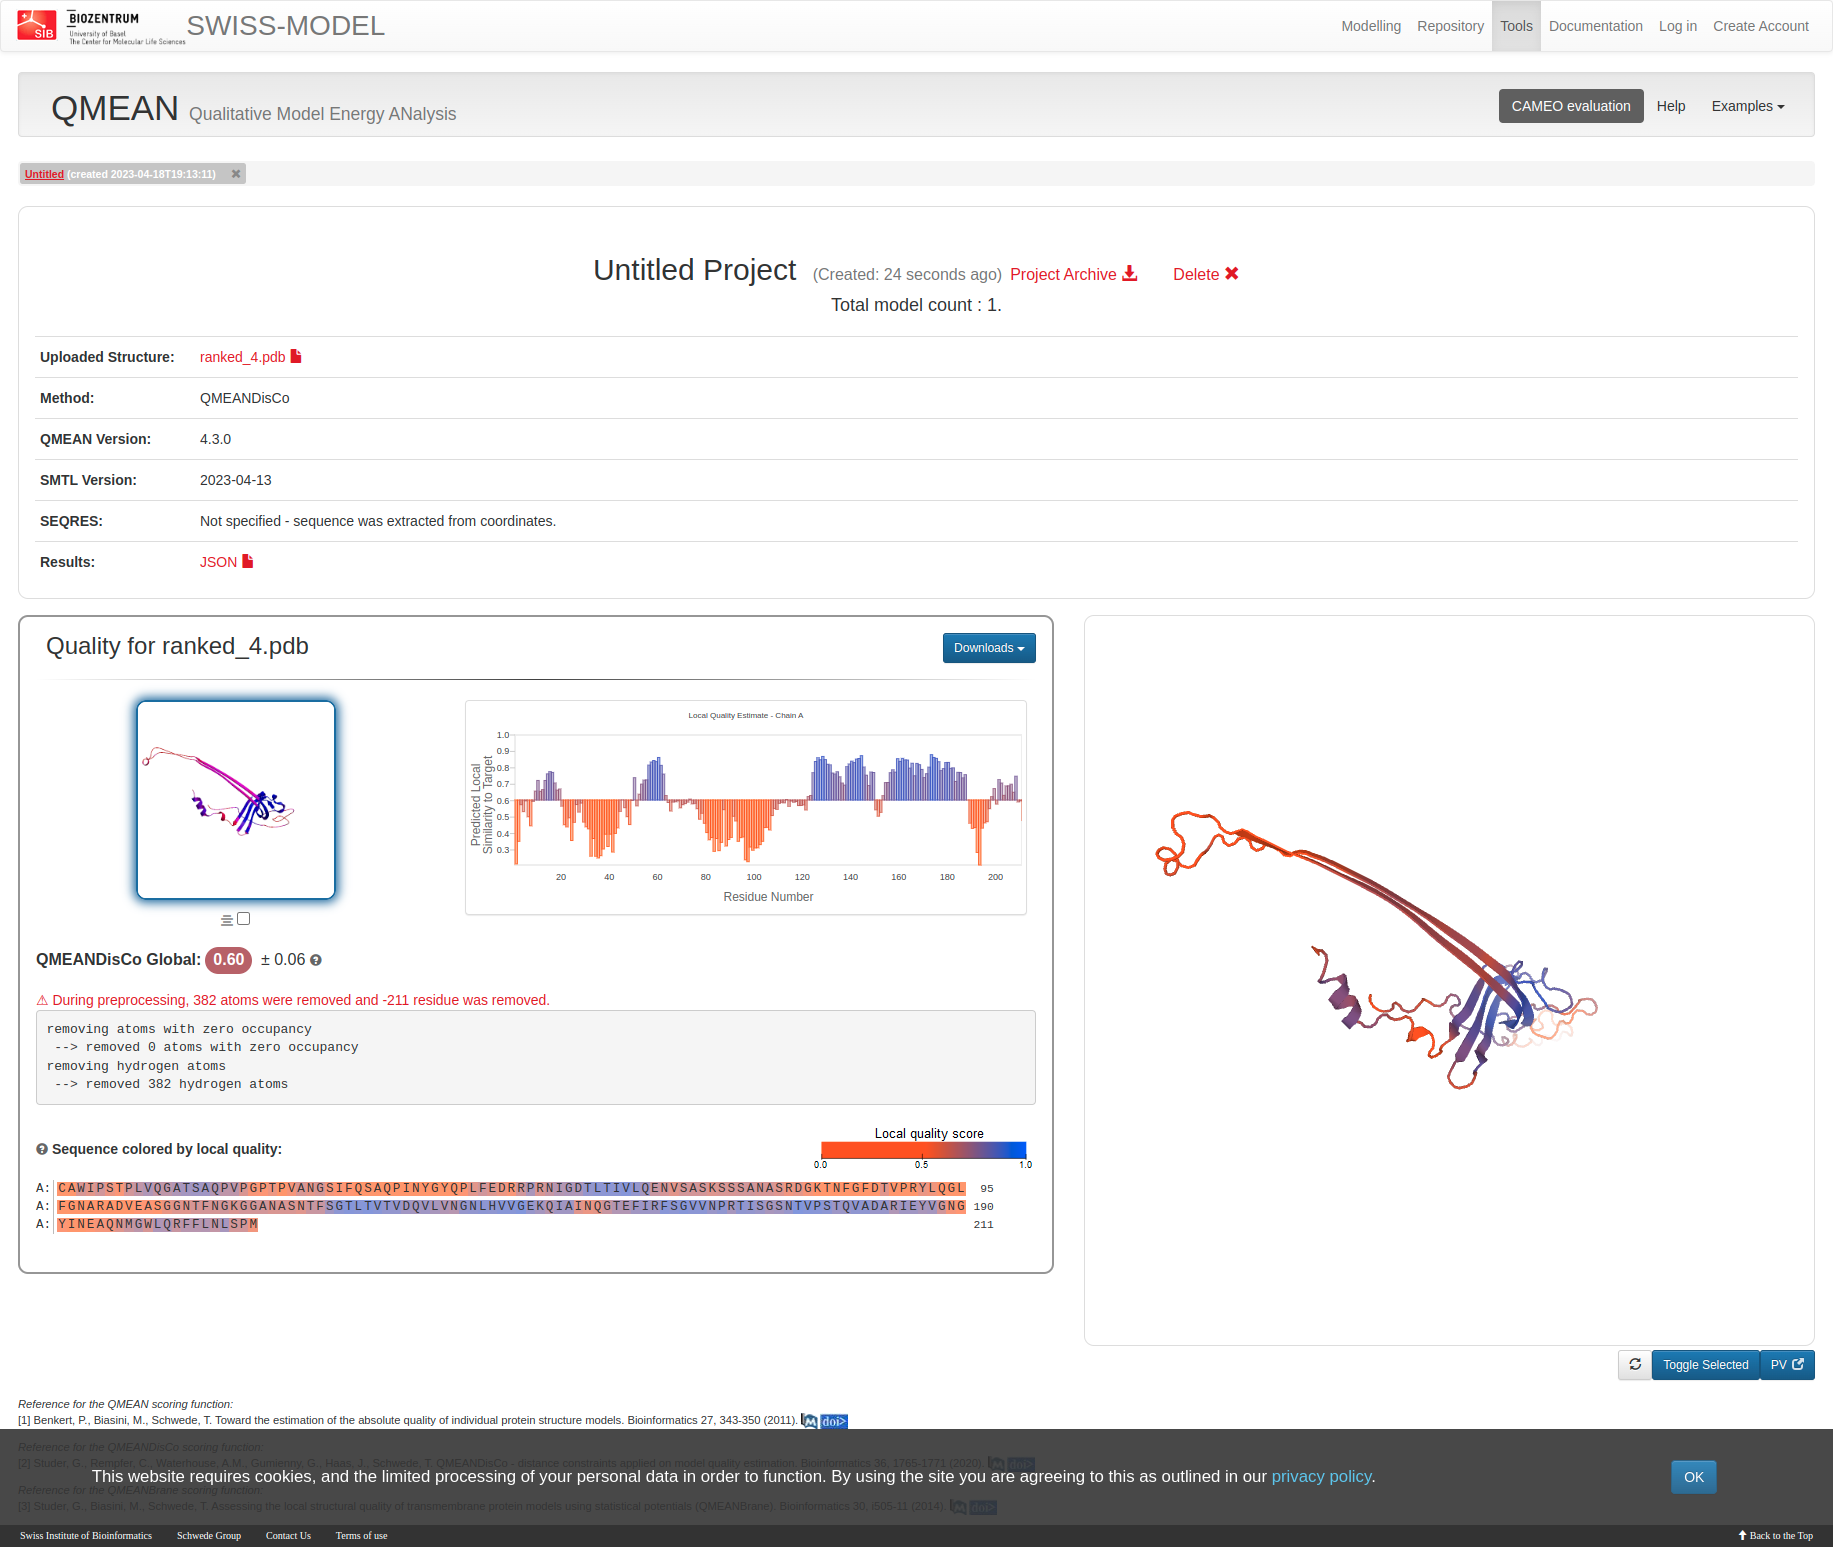 SIB
BIOZENTRUM
University of Basel
The Center for Molecular Life Sciences
SWISS-MODEL
Modelling Repository Tools Documentation Log in Create Account
QMEAN Qualitative Model Energy ANalysis
CAMEO evaluation Help Examples
Untitled (created 2023-04-18T19:13:11)
Untitled Project (Created: 24 seconds ago) Project Archive Delete
Total model count : 1.
Uploaded Structure: ranked_4.pdb
Method: QMEANDisCo
QMEAN Version: 4.3.0
SMTL Version: 2023-04-13
SEQRES: Not specified - sequence was extracted from coordinates.
Results: JSON
Quality for ranked_4.pdb
Downloads
Local Quality Estimate - Chain A
Predicted Local
Similarity to Target
1.0
0.9
0.8
0.7
0.6
0.5
0.4
0.3
20 40 60 80 100 120 140 160 180 200
Residue Number
QMEANDisCo Global: 0.60 ± 0.06
During preprocessing, 382 atoms were removed and -211 residue was removed.
removing atoms with zero occupancy
--> removed 0 atoms with zero occupancy
removing hydrogen atoms
--> removed 382 hydrogen atoms
Sequence colored by local quality:
Local quality score
0.0 0.5 1.0
A: CAWIPSTPLVQGATSAQPVPGPTPVANGSIFQSAQPINYGYQPLFEDRRPRNIGDTLTIVLQENVSASKSSSANASRDGKTNFGFDTVPRYLQGL 95
A: FGNARADVEASGGNTFNGKGGANASNTFSGTLTVTVDQVLVNGNLHVVGEKQIAINQGTEFIRFSGVVNPRTISGSNTVPSTQVADARIEYVGNG 190
A: YINEAQNMGWLQRFFLNLSPM 211
Toggle Selected PV
Reference for the QMEAN scoring function:
[1] Benkert, P., Biasini, M., Schwede, T. Toward the estimation of the absolute quality of individual protein structure models. Bioinformatics 27, 343-350 (2011). doi>
Reference for the QMEANDisCo scoring function:
[2] Studer, G., Rempfer, C., Waterhouse, A.M., Gumienny, G., Haas, J., Schwede, T. QMEANDisCo - distance constraints applied on model quality estimation. Bioinformatics 36, 1765-1771 (2020). doi>
This website requires cookies, and the limited processing of your personal data in order to function. By using the site you are agreeing to this as outlined in our privacy policy.
OK
Reference for the QMEANBrane scoring function:
[3] Studer, G., Biasini, M., Schwede, T. Assessing the local structural quality of transmembrane protein models using statistical potentials (QMEANBrane). Bioinformatics 30, i505-11 (2014). doi>
Swiss Institute of Bioinformatics Schwede Group Contact Us Terms of use Back to the Top